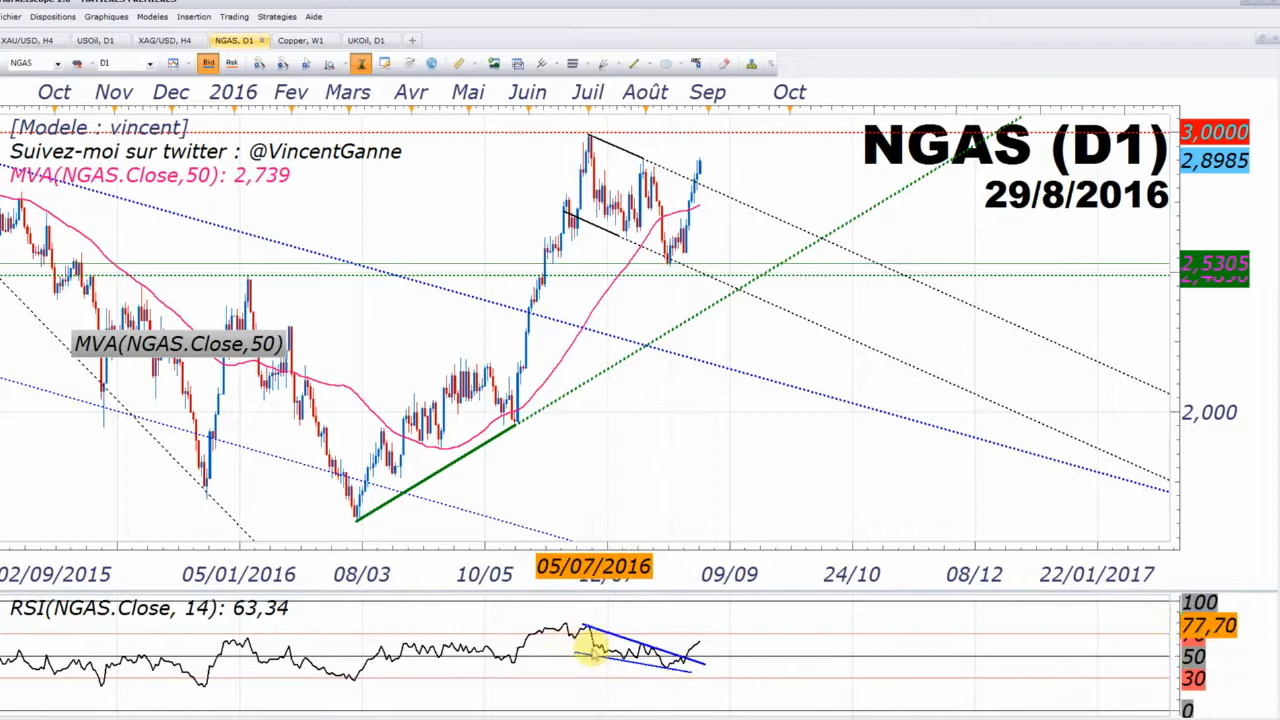 Dispositions Graphiques Modeles Insertion Trading Strategies Aide
XAU/USD, H4 USOil, D1 XAG/USD, H4 NGAS, D1 Copper, W1 UKOil, D1
NGAS D1 Bid Ask
Oct Nov Dec 2016 Fev Mars Avr Mai Juin Juil Août Sep Oct
[Modele : vincent]
Suivez-moi sur twitter : @VincentGanne
MVA(NGAS.Close,50): 2,739
NGAS (D1)
29/8/2016
3,0000
2,8985
2,5305
MVA(NGAS.Close,50)
2,000
02/09/2015 05/01/2016 08/03 10/05 05/07/2016 09/09 24/10 08/12 22/01/2017
RSI(NGAS.Close, 14): 63,34
100
77,70
50
30
0